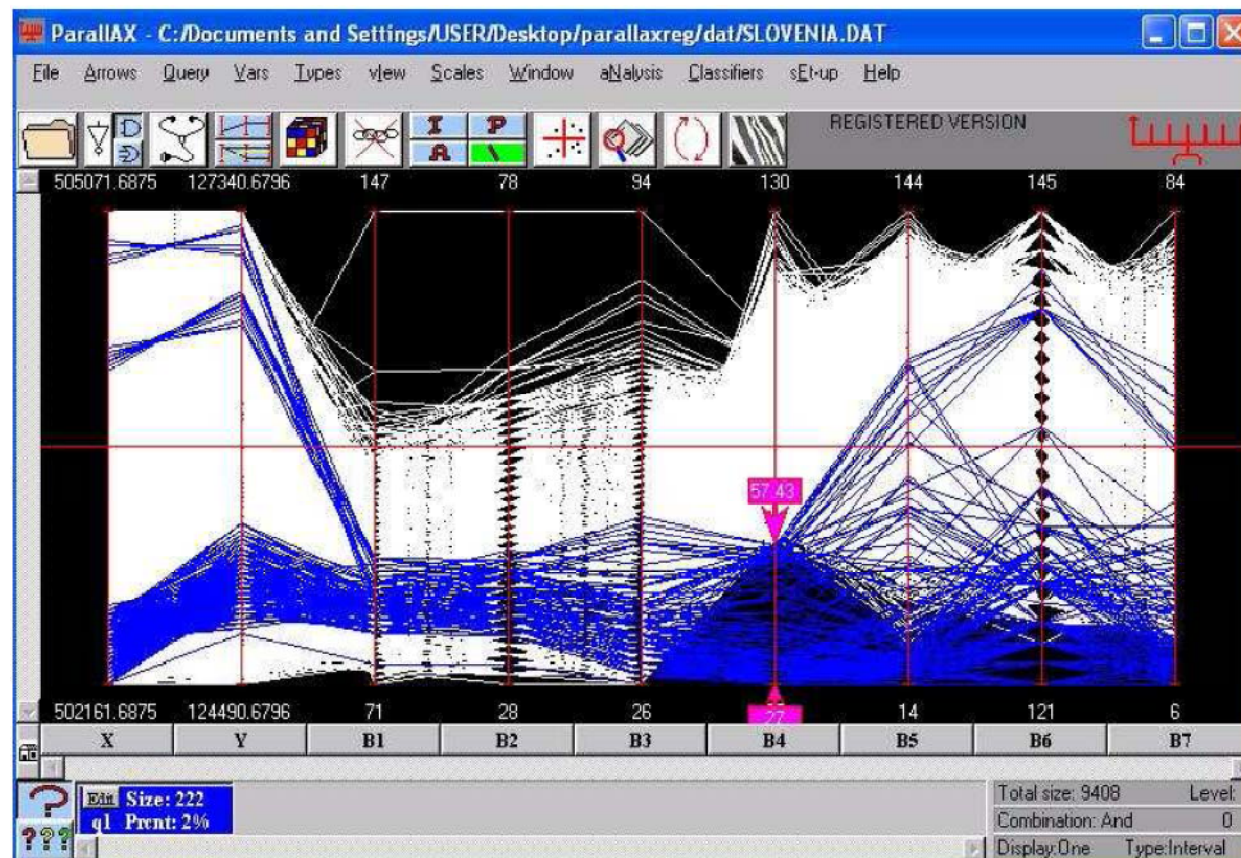 ParallAX - C:/Documents and Settings/USER/Desktop/parallaxreg/dat/SLOVENIA.DAT
File Arrows Query Vars Types vIew Scales Window aNalysis Classifiers sEt-up Help
I P REGISTERED VERSION
A
505071.6875 127340.6796 147 78 94 130 144 145 84
57.43
27
502161.6875 124490.6796 71 28 26 14 121 6
X Y B1 B2 B3 B4 B5 B6 B7
? Edit Size: 222 Total size: 9408 Level:
q1 Prcnt: 2% Combination: And 0
??? Display:One Type:Interval